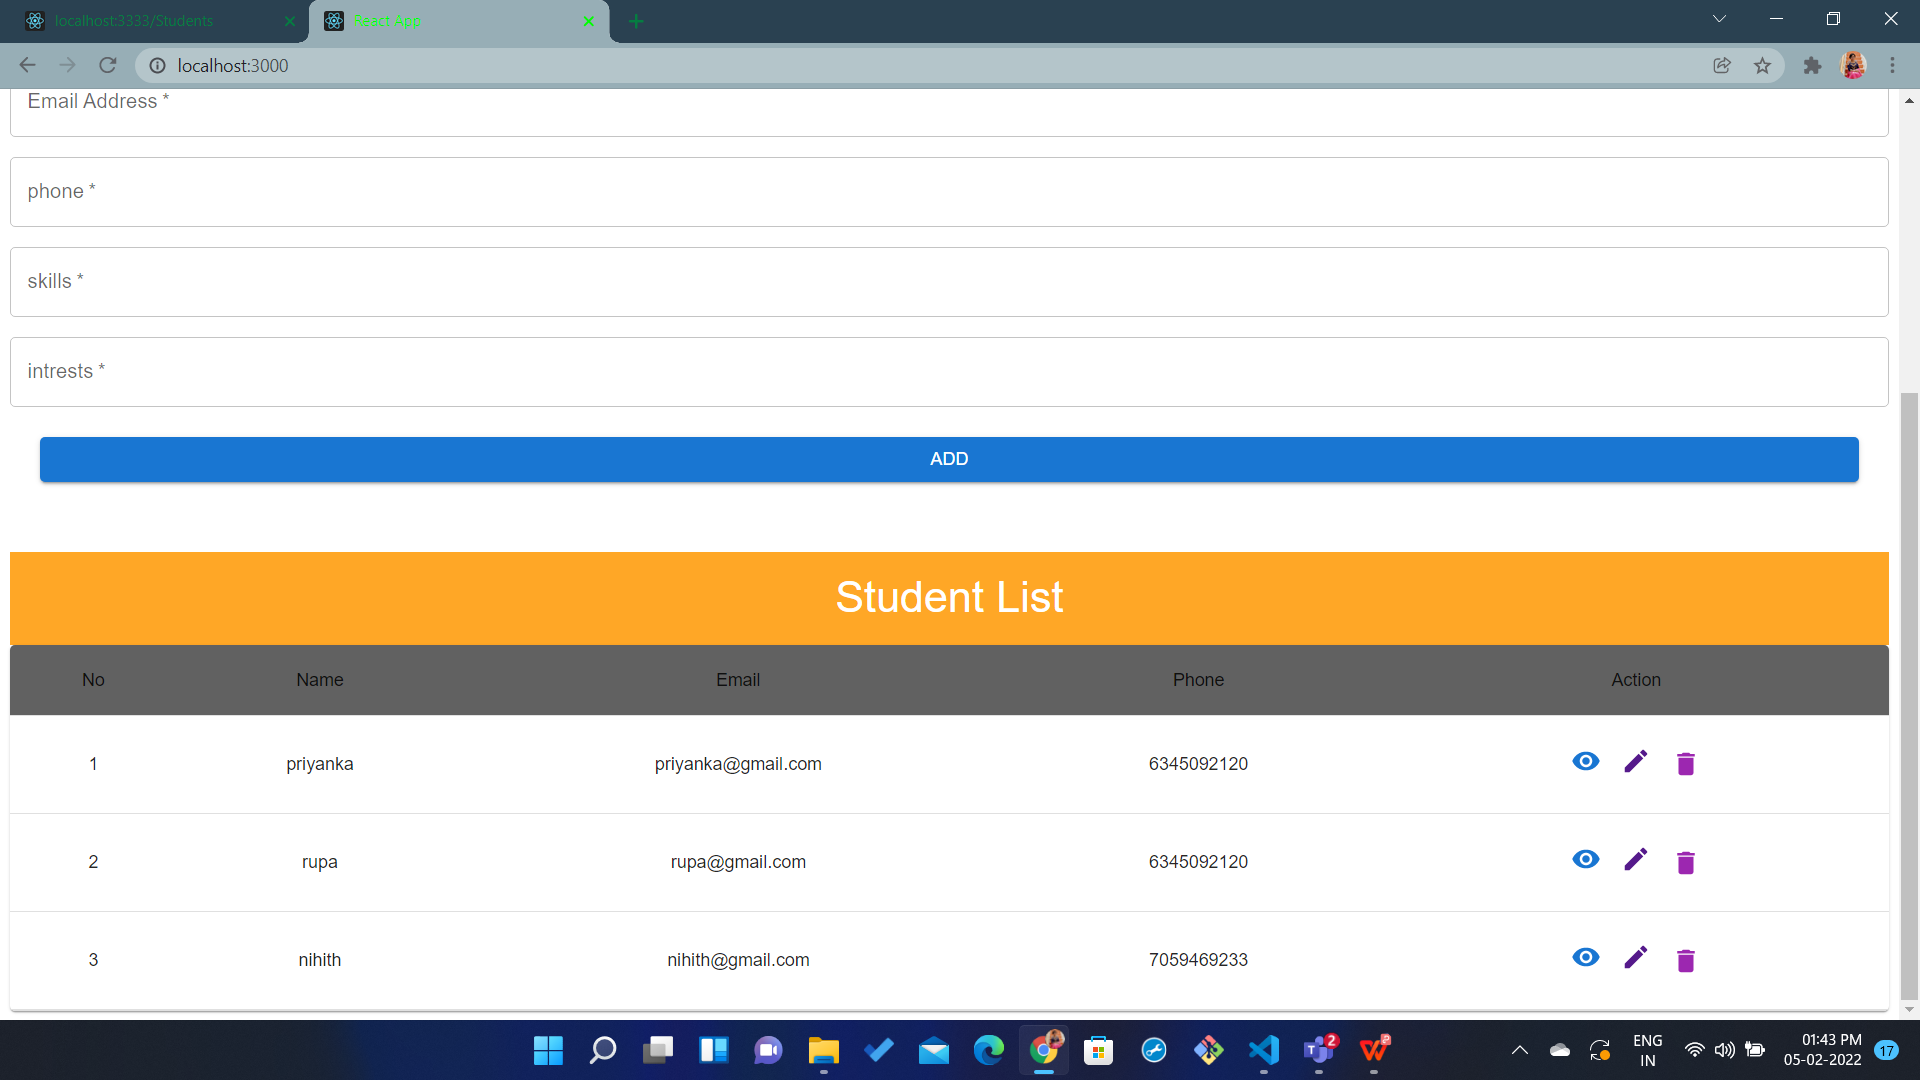 localhost:3333/Students
React App
localhost:3000
Email Address *
phone *
skills *
intrests *
ADD
Student List
No Name Email Phone Action
1 priyanka priyanka@gmail.com 6345092120
2 rupa rupa@gmail.com 6345092120
3 nihith nihith@gmail.com 7059469233
2
ENG
IN
01:43 PM
05-02-2022
17